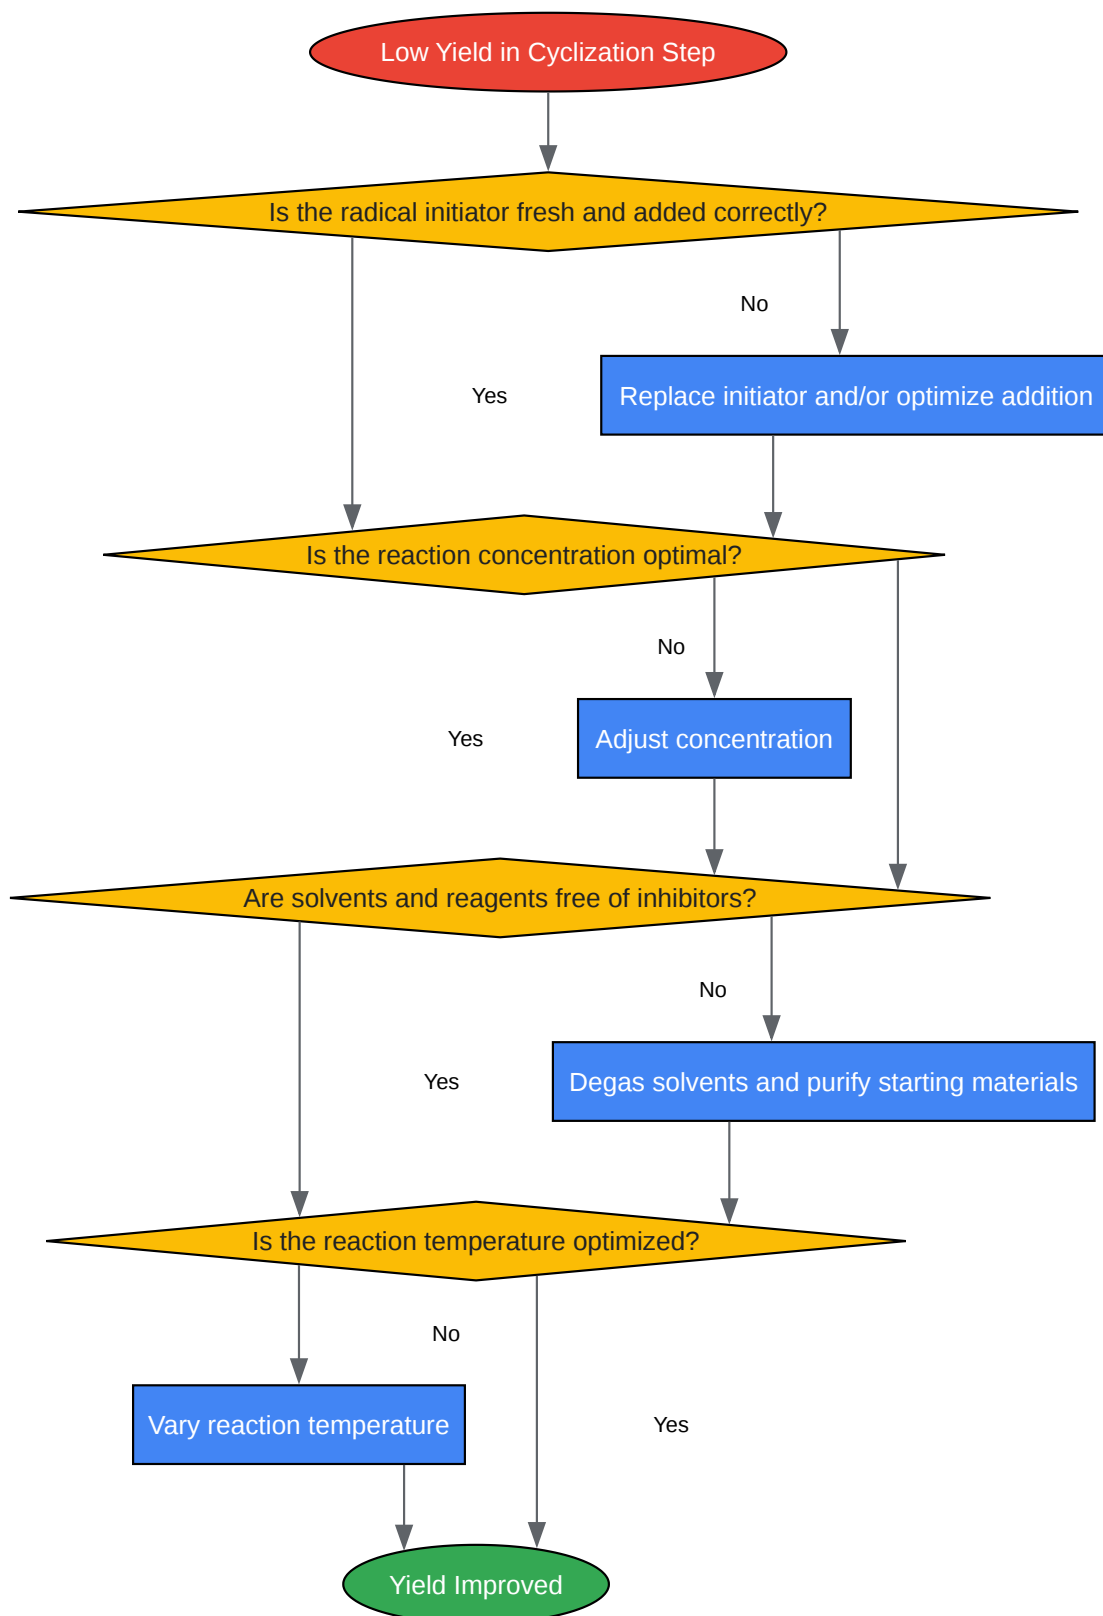 Low Yield in Cyclization Step
Is the radical initiator fresh and added correctly?
No
Yes
Replace initiator and/or optimize addition
Is the reaction concentration optimal?
No
Yes
Adjust concentration
Are solvents and reagents free of inhibitors?
No
Yes
Degas solvents and purify starting materials
Is the reaction temperature optimized?
No
Vary reaction temperature
Yes
Yield Improved